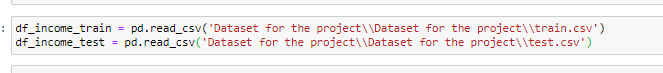 : df_income_train = pd.read_csv('Dataset for the project\\Dataset for the project\\train.csv')
df_income_test = pd.read_csv('Dataset for the project\\Dataset for the project\\test.csv')